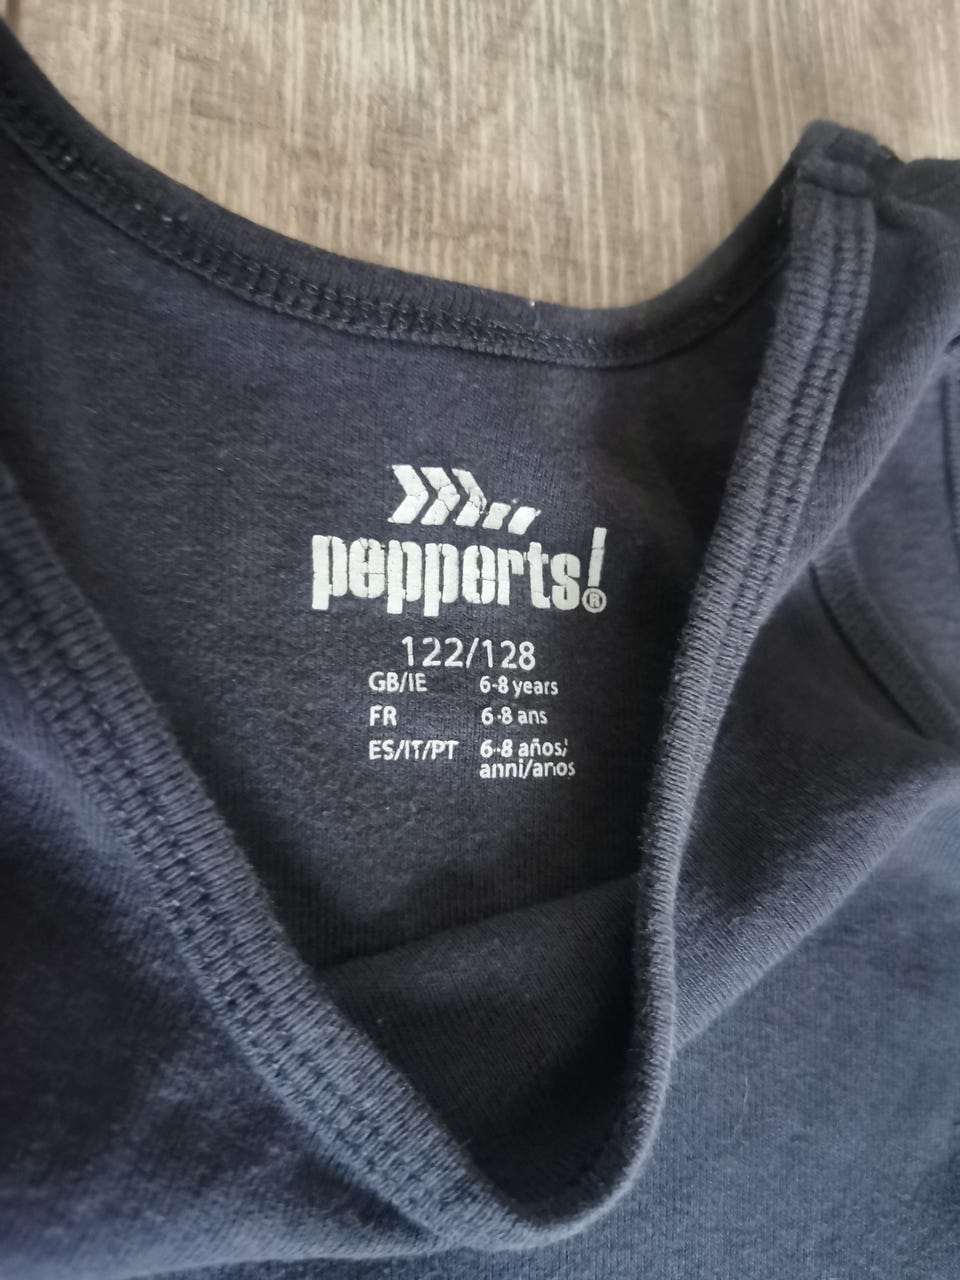 pepperts!®
122/128
GB/IE 6-8 years
FR 6-8 ans
ES/IT/PT 6-8 años/
anni/anos